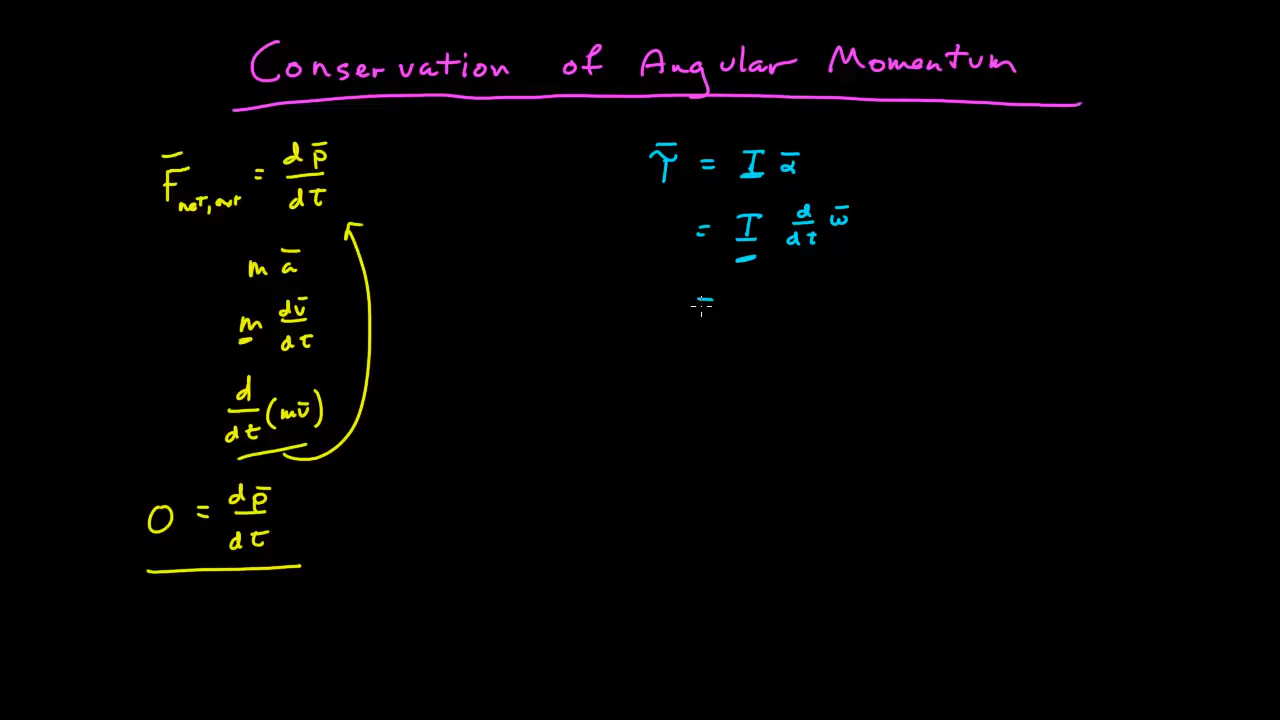 Conservation of Angular Momentum
F̄ net, ext = dp̄/dt
m ā
m dv̄/dt
d/dt (mv̄)
0 = dp̄/dt
τ̄ = I ᾱ
= I d/dt ω̄
=